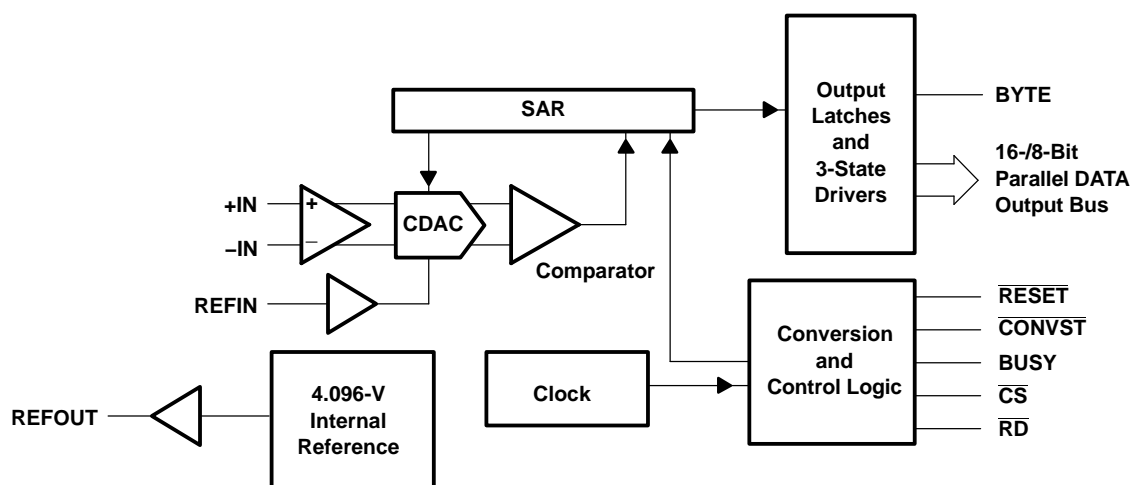 SAR
+IN
–IN
+
–
CDAC
Comparator
REFIN
Output
Latches
and
3-State
Drivers
BYTE
16-/8-Bit
Parallel DATA
Output Bus
REFOUT
4.096-V
Internal
Reference
Clock
Conversion
and
Control Logic
RESET
CONVST
BUSY
CS
RD